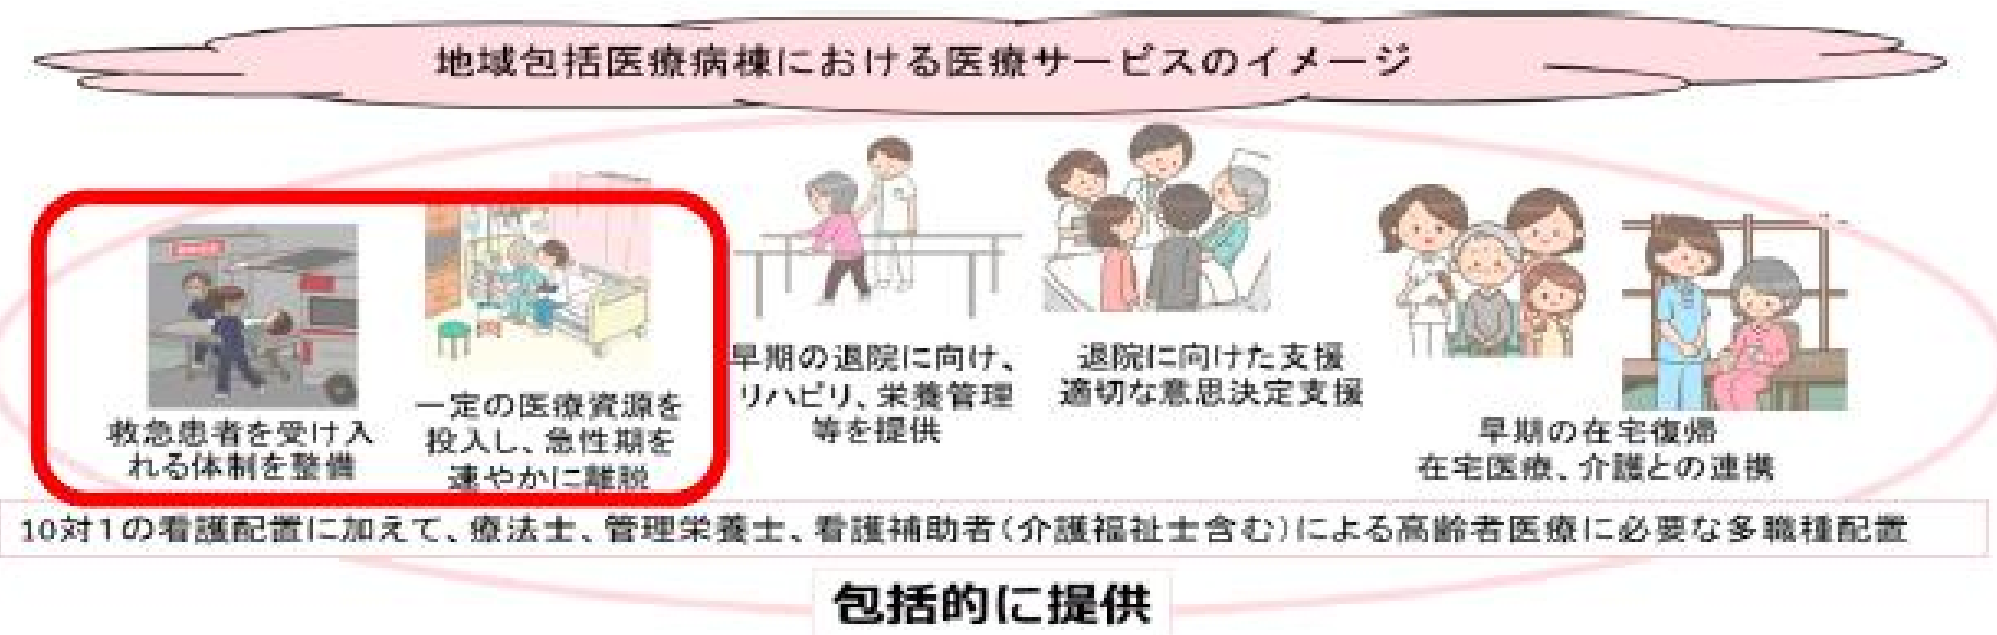 地域包括医療病棟における医療サービスのイメージ
救急患者を受け入
れる体制を整備
一定の医療資源を
投入し、急性期を
速やかに離脱
早期の退院に向け、
リハビリ、栄養管理
等を提供
退院に向けた支援
適切な意思決定支援
早期の在宅復帰
在宅医療、介護との連携
10対1の看護配置に加えて、療法士、管理栄養士、看護補助者(介護福祉士含む)による高齢者医療に必要な多職種配置
包括的に提供